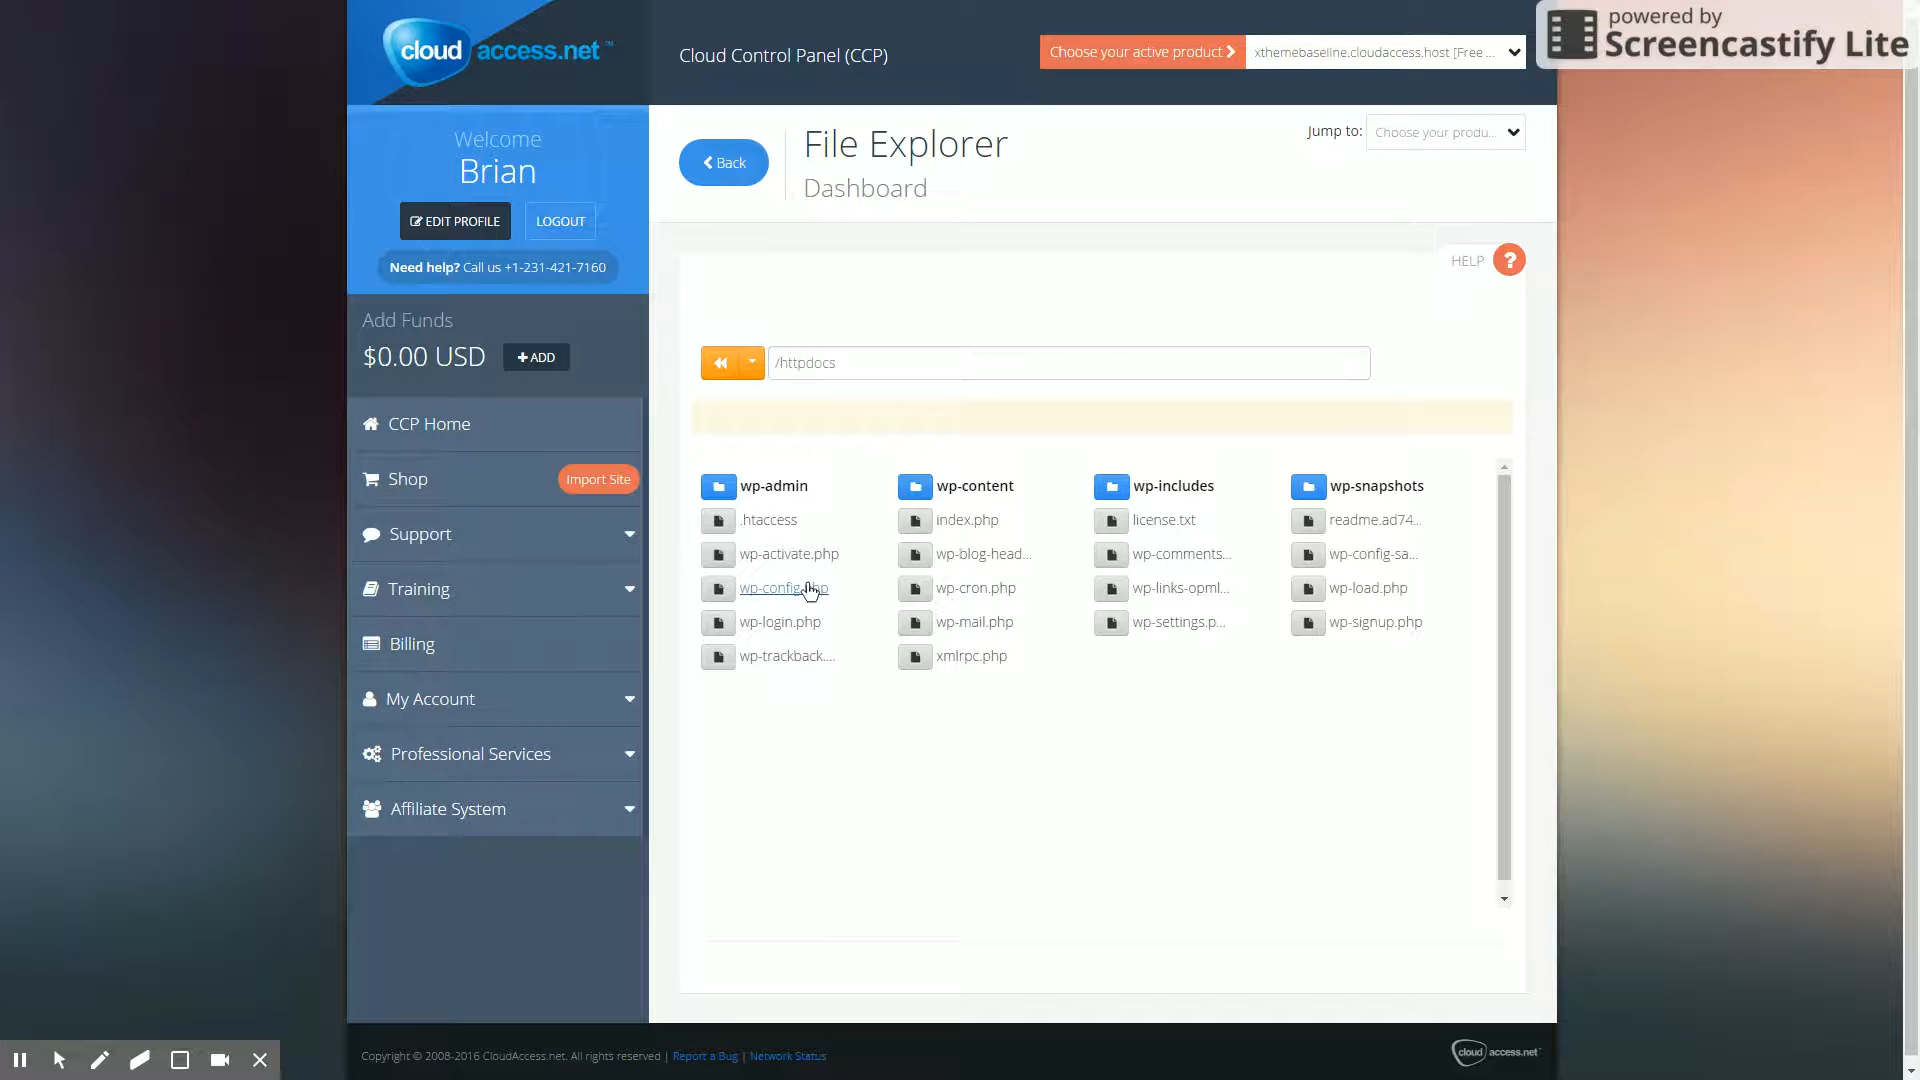 cloudaccess.net™
Cloud Control Panel (CCP)
Choose your active product
xthemebaseline.cloudaccess.host [Free ...
powered by
Screencastify Lite
Welcome
Brian
EDIT PROFILE
LOGOUT
Need help? Call us +1-231-421-7160
Back
File Explorer
Dashboard
Jump to:
Choose your produ...
HELP ?
Add Funds
$0.00 USD
+ ADD
/httpdocs
CCP Home
Shop
Import Site
Support
Training
Billing
My Account
Professional Services
Affiliate System
wp-admin
wp-content
wp-includes
wp-snapshots
.htaccess
index.php
license.txt
readme.ad74...
wp-activate.php
wp-blog-head...
wp-comments...
wp-config-sa...
wp-config.php
wp-cron.php
wp-links-opml...
wp-load.php
wp-login.php
wp-mail.php
wp-settings.p...
wp-signup.php
wp-trackback....
xmlrpc.php
Copyright © 2008-2016 CloudAccess.net. All rights reserved | Report a Bug | Network Status
cloudaccess.net